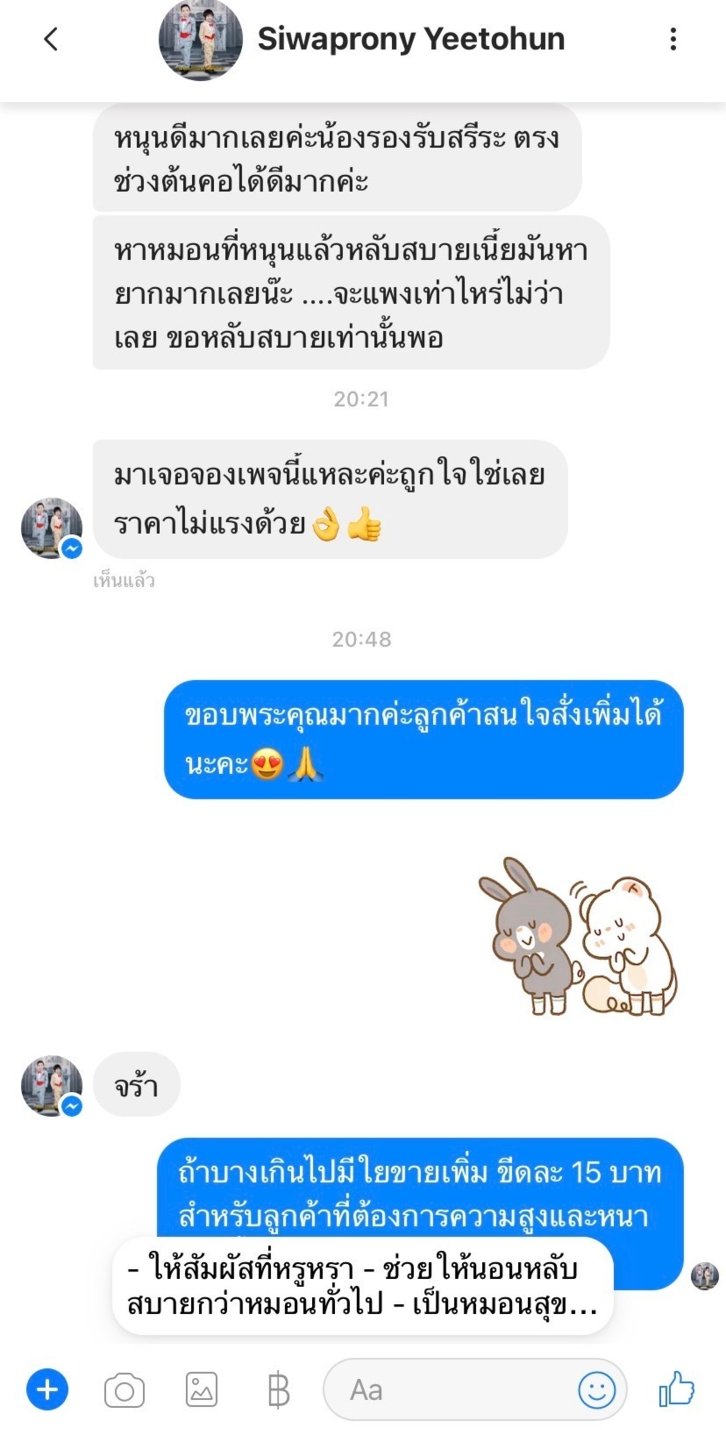 Siwaprony Yeetohun
หนุนดีมากเลยค่ะน้องรองรับสรีระ ตรง
ช่วงต้นคอได้ดีมากค่ะ
หาหมอนที่หนุนแล้วหลับสบายเนี้ยมันหา
ยากมากเลยน๊ะ ....จะแพงเท่าไหร่ไม่ว่า
เลย ขอหลับสบายเท่านั้นพอ
20:21
มาเจอจองเพจนี้แหละค่ะถูกใจใช่เลย
ราคาไม่แรงด้วย👌👍
เห็นแล้ว
20:48
ขอบพระคุณมากค่ะลูกค้าสนใจสั่งเพิ่มได้
นะคะ😍🙏
จร้า
ถ้าบางเกินไปมีใยขายเพิ่ม ขีดละ 15 บาท
สำหรับลูกค้าที่ต้องการความสูงและหนา
- ให้สัมผัสที่หรูหรา - ช่วยให้นอนหลับ
สบายกว่าหมอนทั่วไป - เป็นหมอนสุข...
Aa